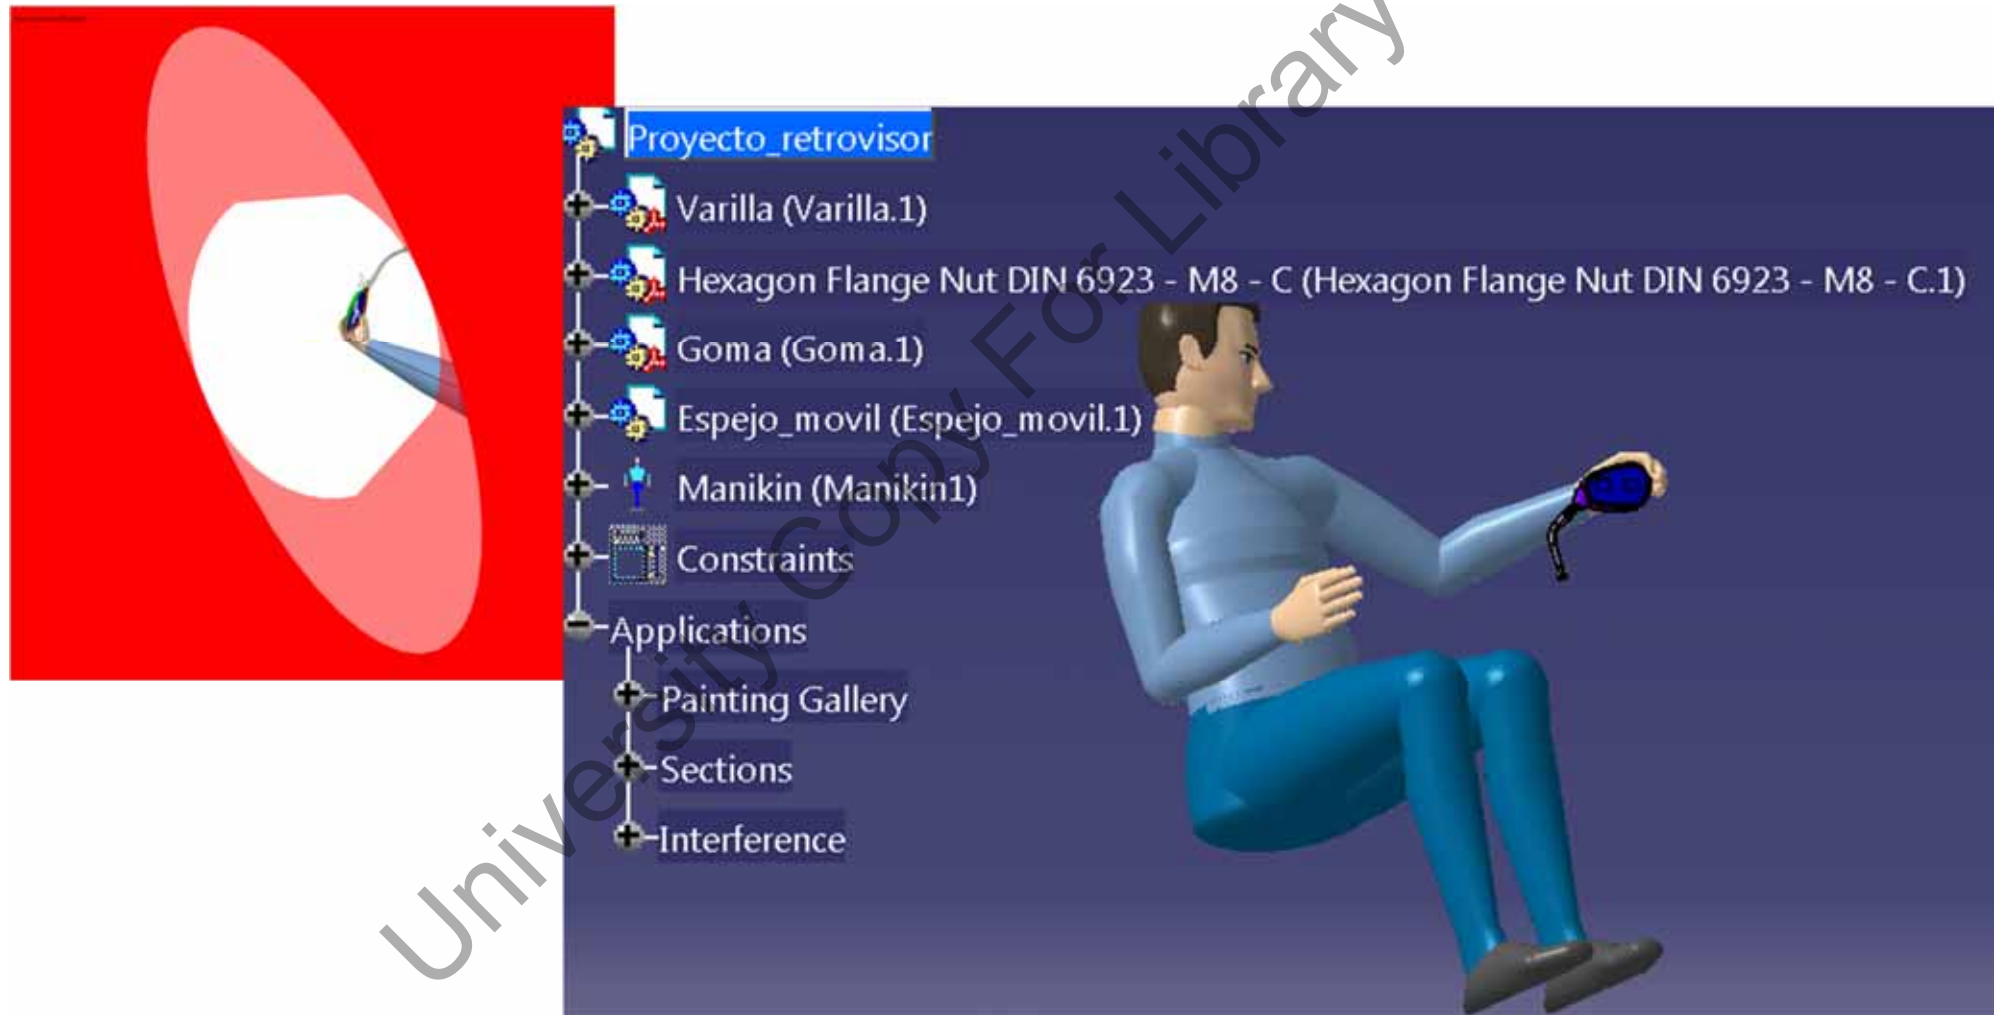 Proyecto_retrovisor
Varilla (Varilla.1)
Hexagon Flange Nut DIN 6923 - M8 - C (Hexagon Flange Nut DIN 6923 - M8 - C.1)
Goma (Goma.1)
Espejo_movil (Espejo_movil.1)
Manikin (Manikin1)
Constraints
Applications
Painting Gallery
Sections
Interference
University Copy For Library